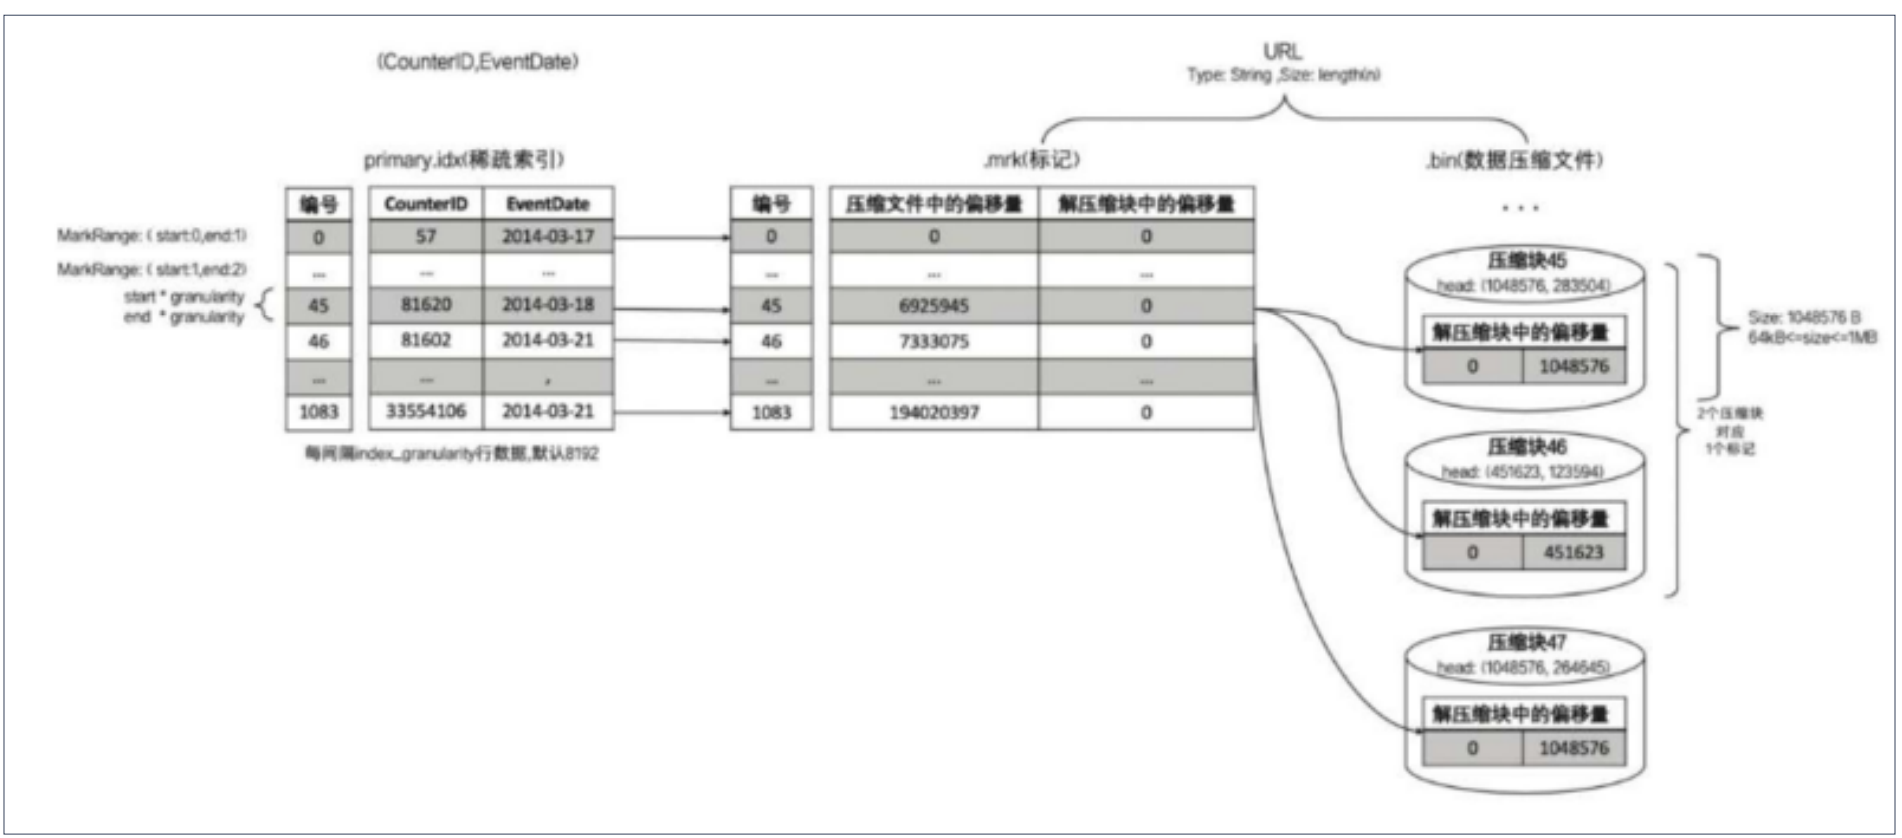 (CounterID,EventDate)
URL
Type: String ,Size: length(n)
primary.idx(稀疏索引)
.mrk(标记)
.bin(数据压缩文件)
编号 CounterID EventDate
0 57 2014-03-17
... ... ...
45 81620 2014-03-18
46 81602 2014-03-21
... ... ,
1083 33554106 2014-03-21
MarkRange: ( start:0,end:1)
MarkRange: ( start:1,end:2)
start * granularity
end * granularity
每间隔index_granularity行数据,默认8192
编号 压缩文件中的偏移量 解压缩块中的偏移量
0 0 0
... ... ...
45 6925945 0
46 7333075 0
... ... ...
1083 194020397 0
...
压缩块45
head: (1048576, 283504)
解压缩块中的偏移量
0 1048576
压缩块46
head: (451623, 123594)
解压缩块中的偏移量
0 451623
压缩块47
head: (1048576, 264645)
解压缩块中的偏移量
0 1048576
Size: 1048576 B
64kB<=size<=1MB
2个压缩块
对应
1个标记